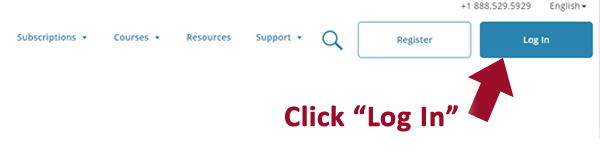 +1 888.529.5929 English
Subscriptions Courses Resources Support Register Log In
Click “Log In”